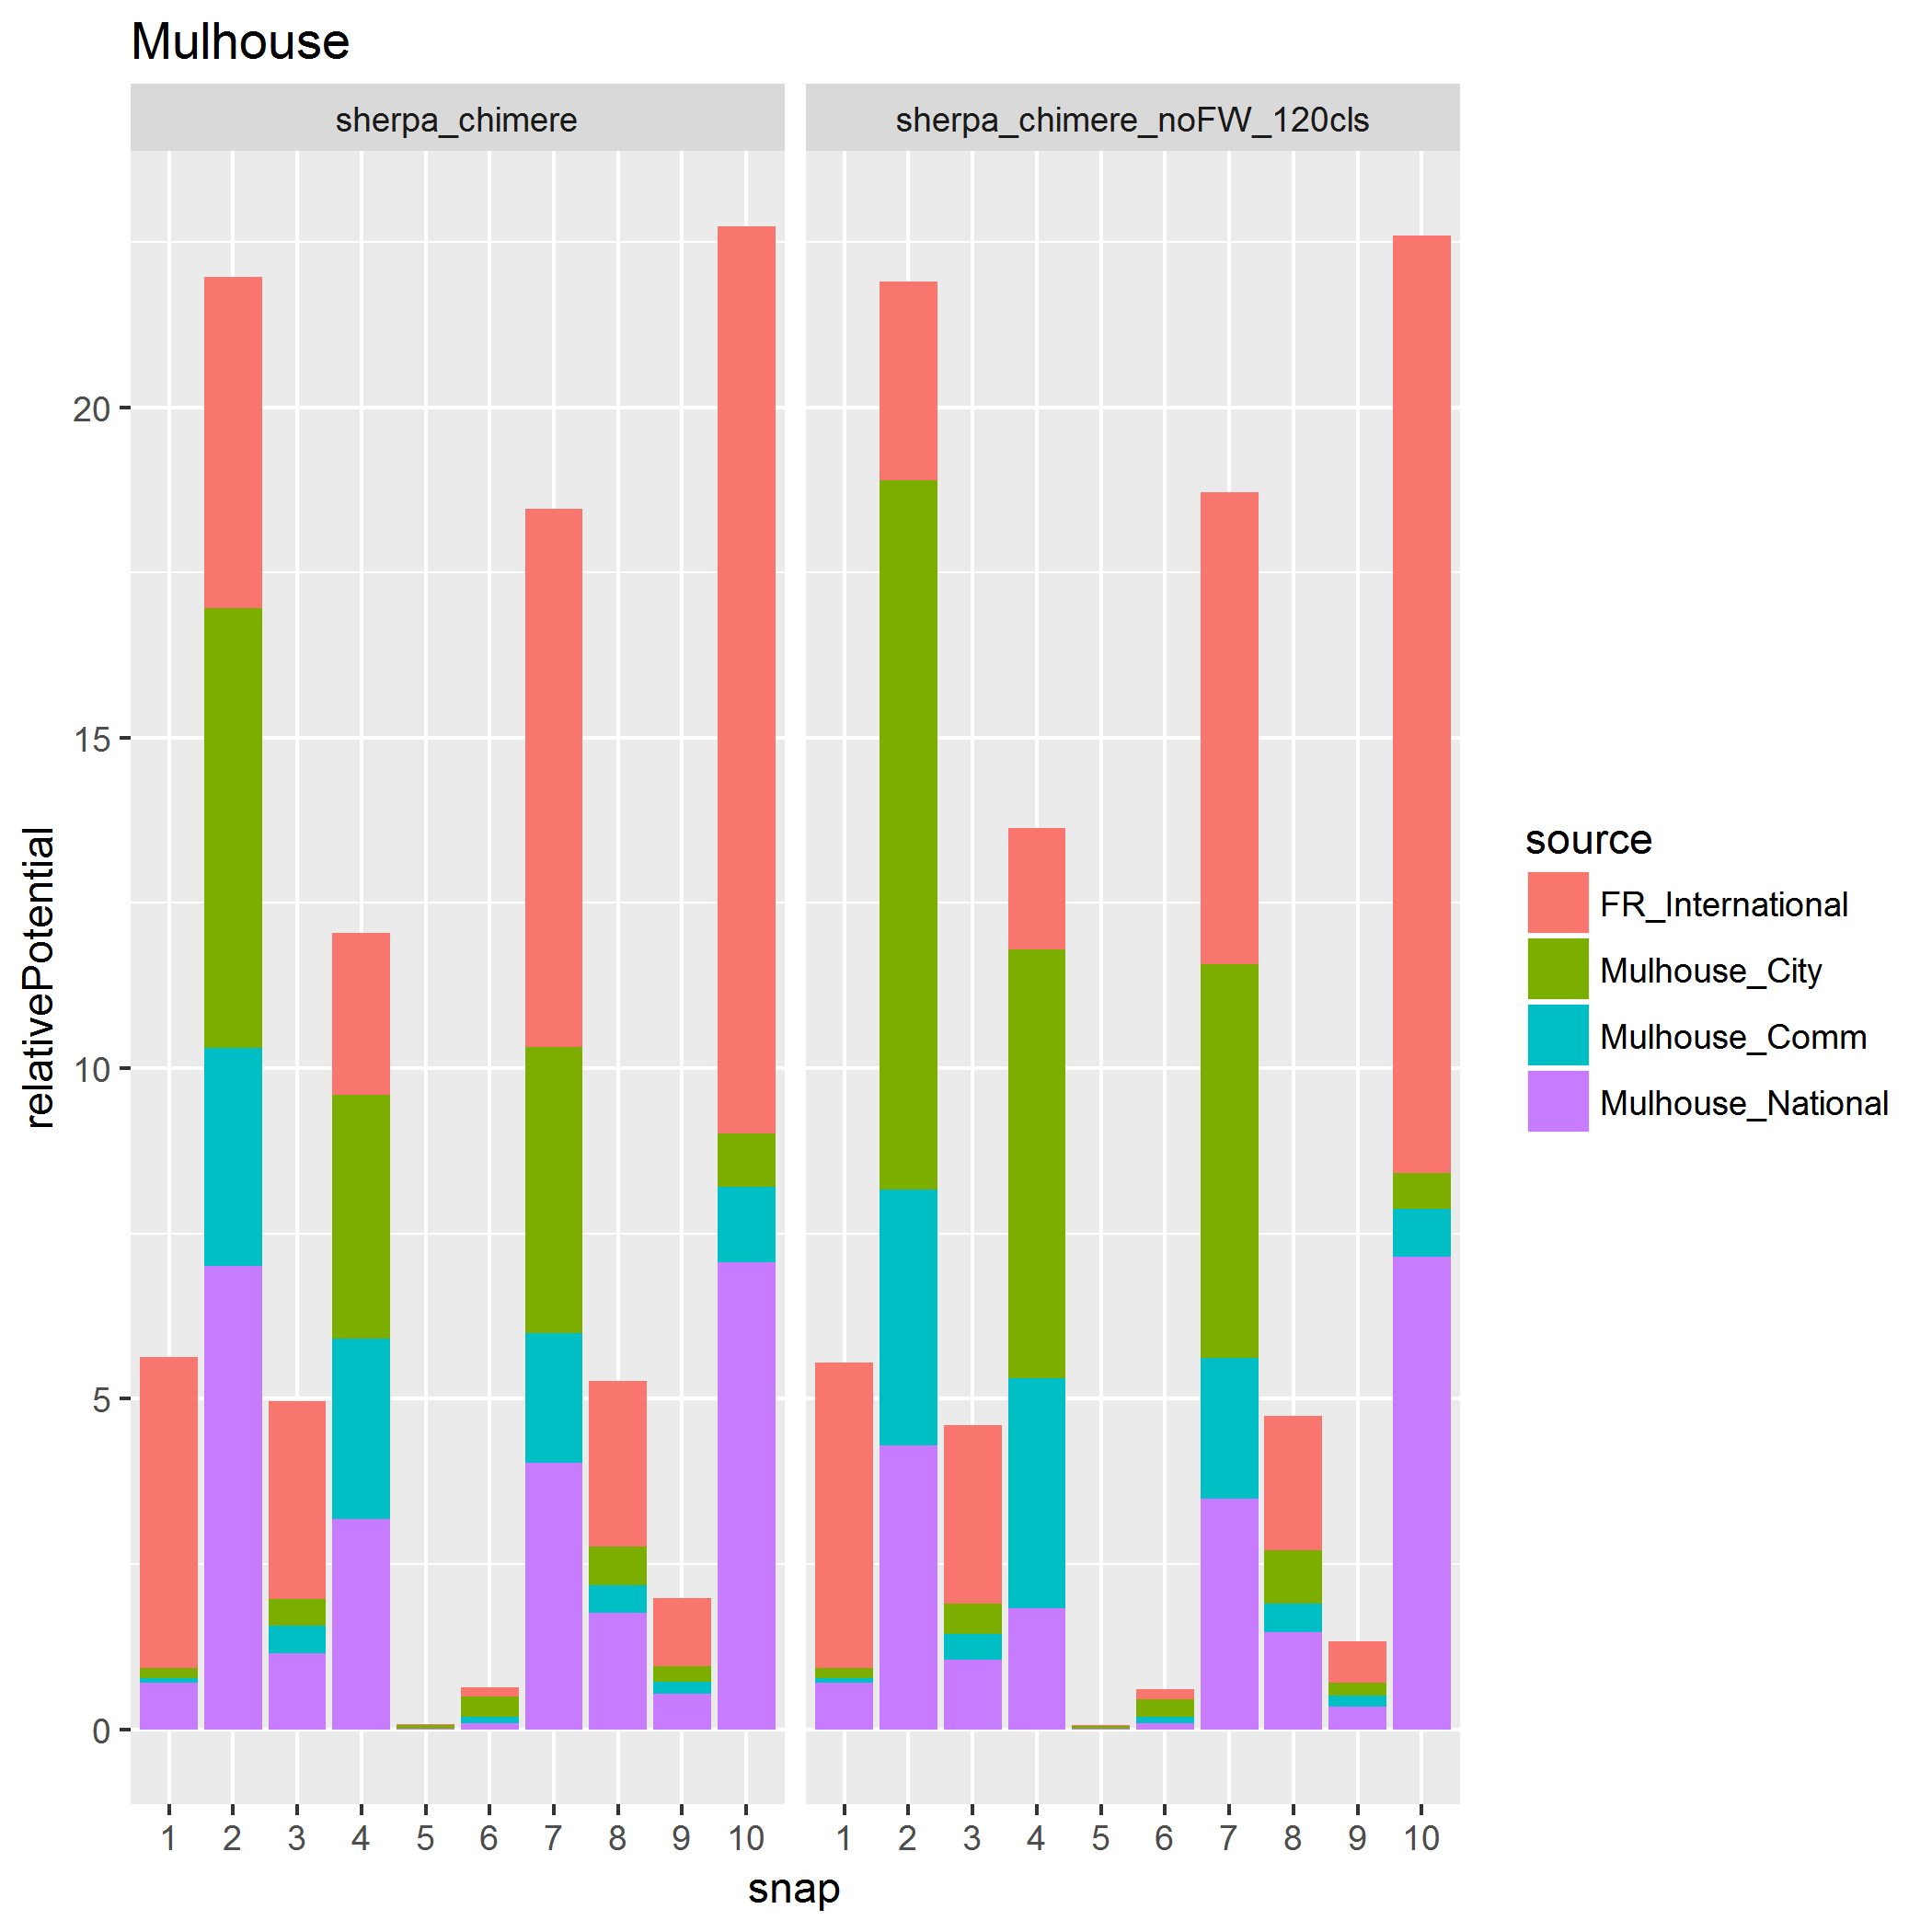 Mulhouse
sherpa_chimere
sherpa_chimere_noFW_120cls
relativePotential
20
15
10
5
0
1 2 3 4 5 6 7 8 9 10
1 2 3 4 5 6 7 8 9 10
snap
source
FR_International
Mulhouse_City
Mulhouse_Comm
Mulhouse_National